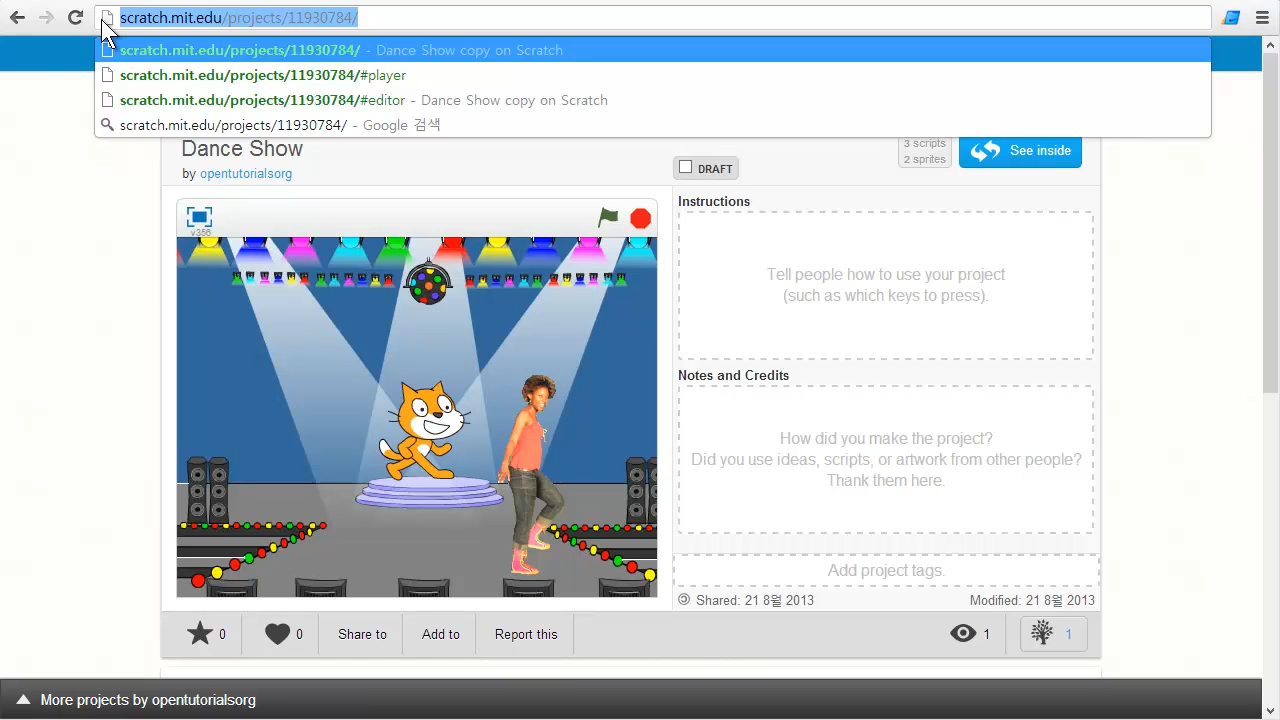 scratch.mit.edu/projects/11930784/
scratch.mit.edu/projects/11930784/ - Dance Show copy on Scratch
scratch.mit.edu/projects/11930784/#player
scratch.mit.edu/projects/11930784/#editor - Dance Show copy on Scratch
scratch.mit.edu/projects/11930784/ - Google 검색
Dance Show
by opentutorialsorg
DRAFT
3 scripts
2 sprites
See inside
v356
Instructions
Tell people how to use your project
(such as which keys to press).
Notes and Credits
How did you make the project?
Did you use ideas, scripts, or artwork from other people?
Thank them here.
Add project tags.
Shared: 21 8월 2013
Modified: 21 8월 2013
0
0
Share to
Add to
Report this
1
1
More projects by opentutorialsorg